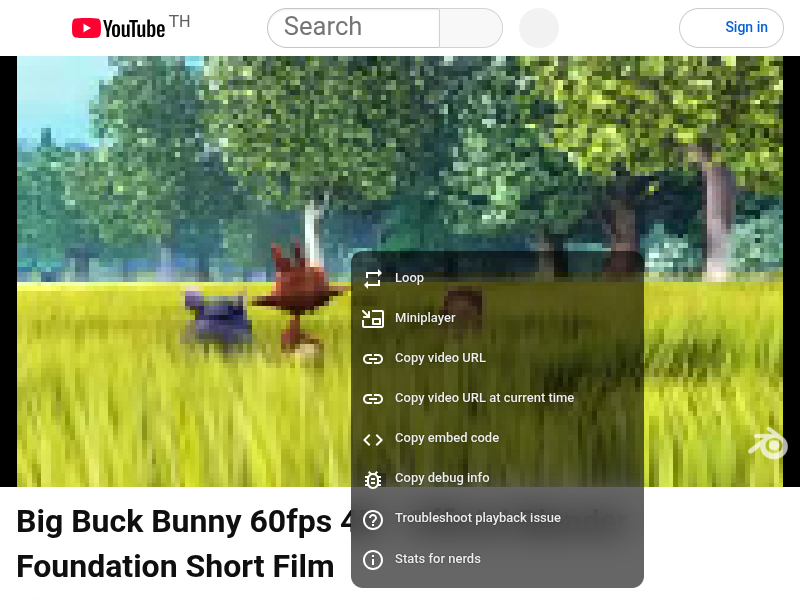 YouTube TH
Search
Sign in
Loop
Miniplayer
Copy video URL
Copy video URL at current time
Copy embed code
Copy debug info
Troubleshoot playback issue
Stats for nerds
Big Buck Bunny 60fps
Foundation Short Film